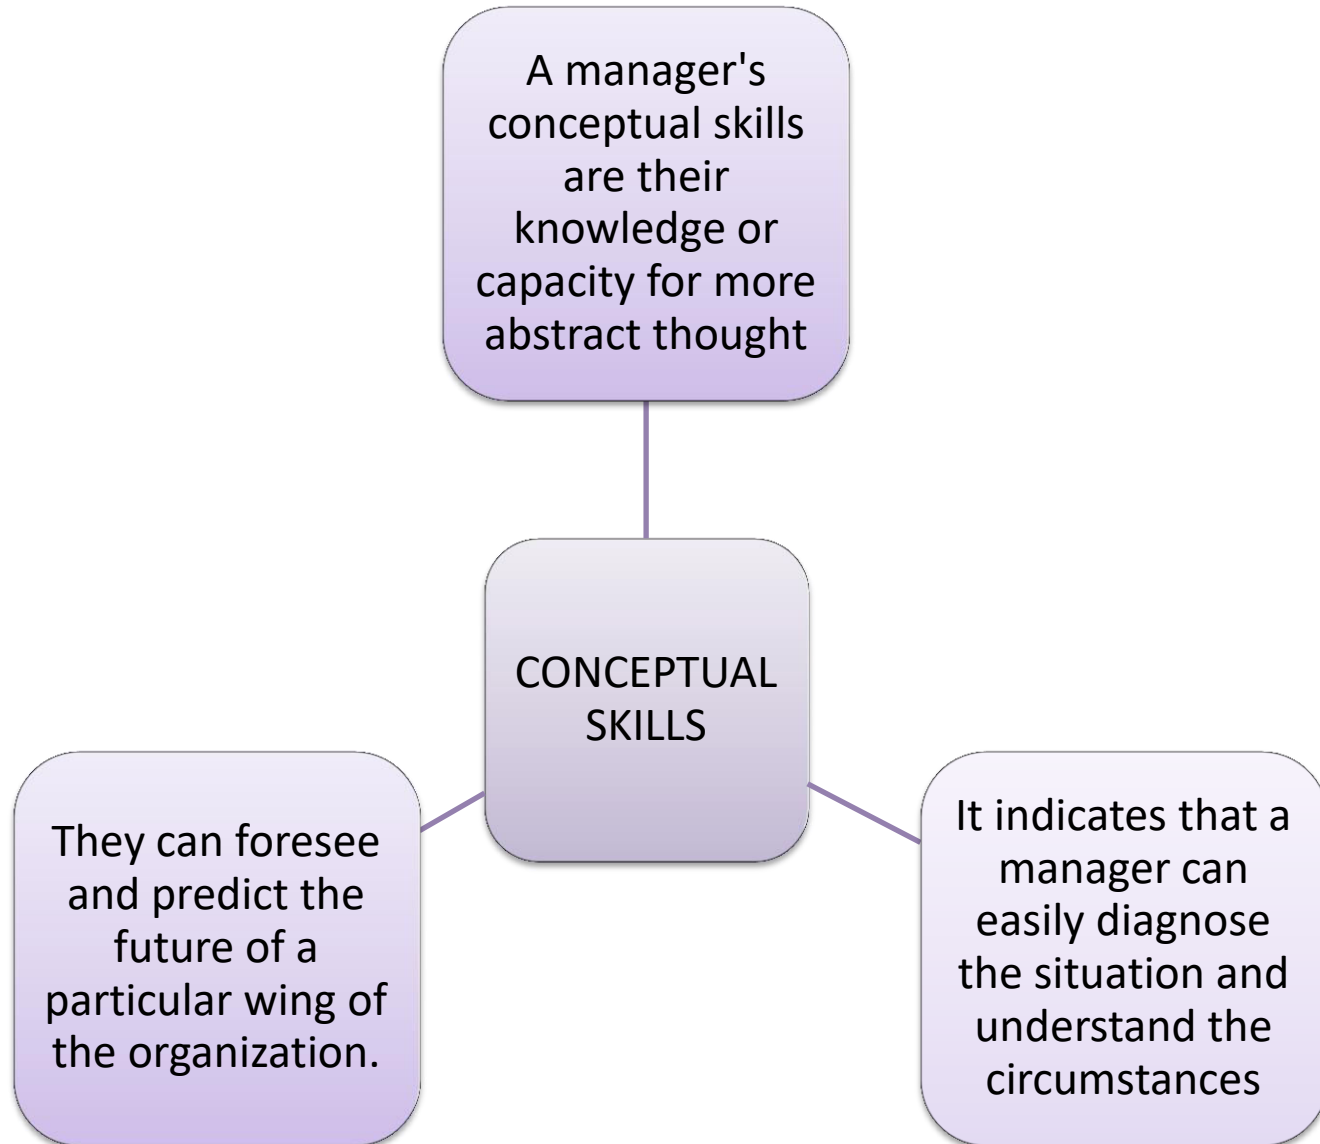 A manager's
conceptual skills
are their
knowledge or
capacity for more
abstract thought
CONCEPTUAL
SKILLS
They can foresee
and predict the
future of a
particular wing of
the organization.
It indicates that a
manager can
easily diagnose
the situation and
understand the
circumstances